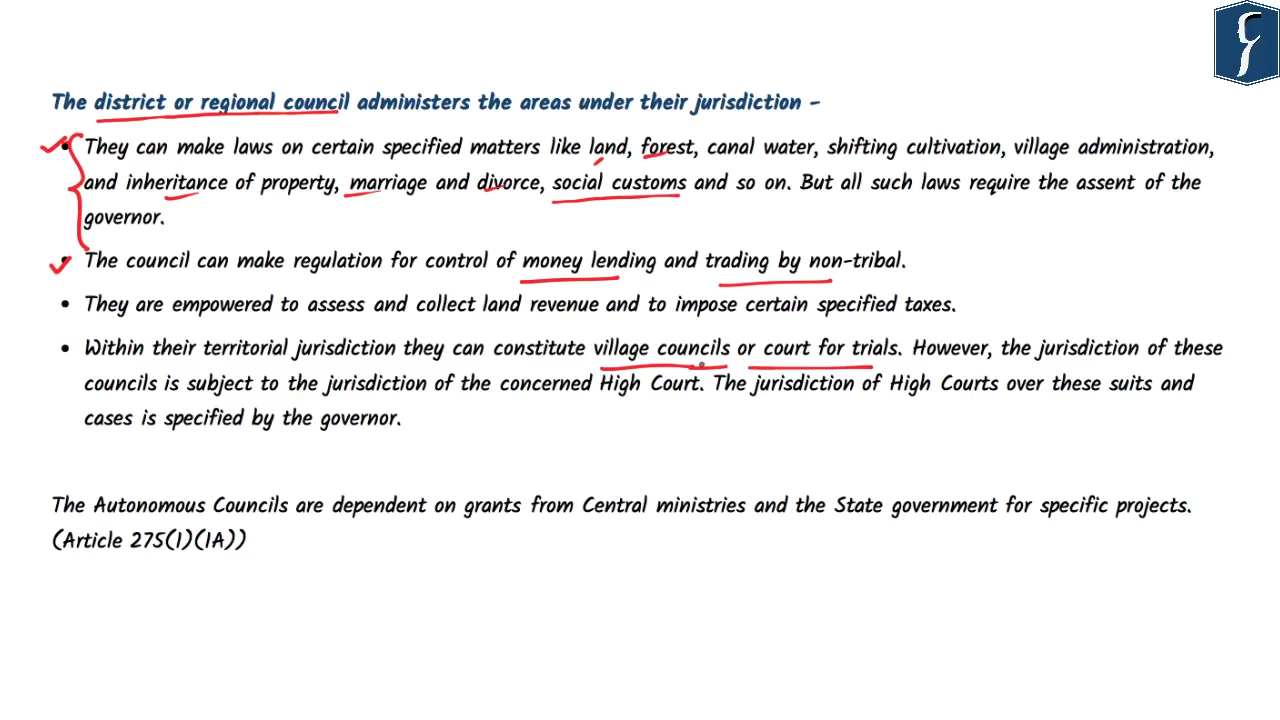 The district or regional council administers the areas under their jurisdiction -
• They can make laws on certain specified matters like land, forest, canal water, shifting cultivation, village administration,
and inheritance of property, marriage and divorce, social customs and so on. But all such laws require the assent of the
governor.
• The council can make regulation for control of money lending and trading by non-tribal.
• They are empowered to assess and collect land revenue and to impose certain specified taxes.
• Within their territorial jurisdiction they can constitute village councils or court for trials. However, the jurisdiction of these
councils is subject to the jurisdiction of the concerned High Court. The jurisdiction of High Courts over these suits and
cases is specified by the governor.
The Autonomous Councils are dependent on grants from Central ministries and the State government for specific projects.
(Article 275(1)(1A))